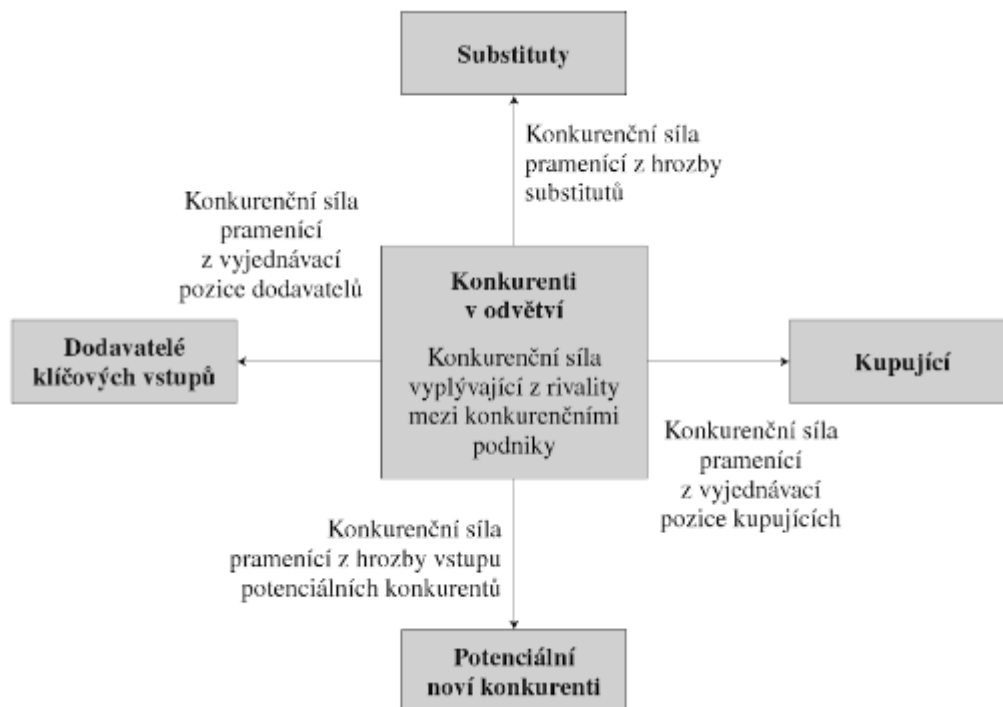 Substituty
Konkurenční síla
pramenící z hrozby
substitutů
Konkurenční síla
pramenící
z vyjednávací
pozice dodavatelů
Konkurenti
v odvětví
Konkurenční síla
vyplývající z rivality
mezi konkurenčními
podniky
Dodavatelé
klíčových vstupů
Kupující
Konkurenční síla
pramenící
z vyjednávací
pozice kupujících
Konkurenční síla
pramenící z hrozby vstupu
potenciálních konkurentů
Potenciální
noví konkurenti